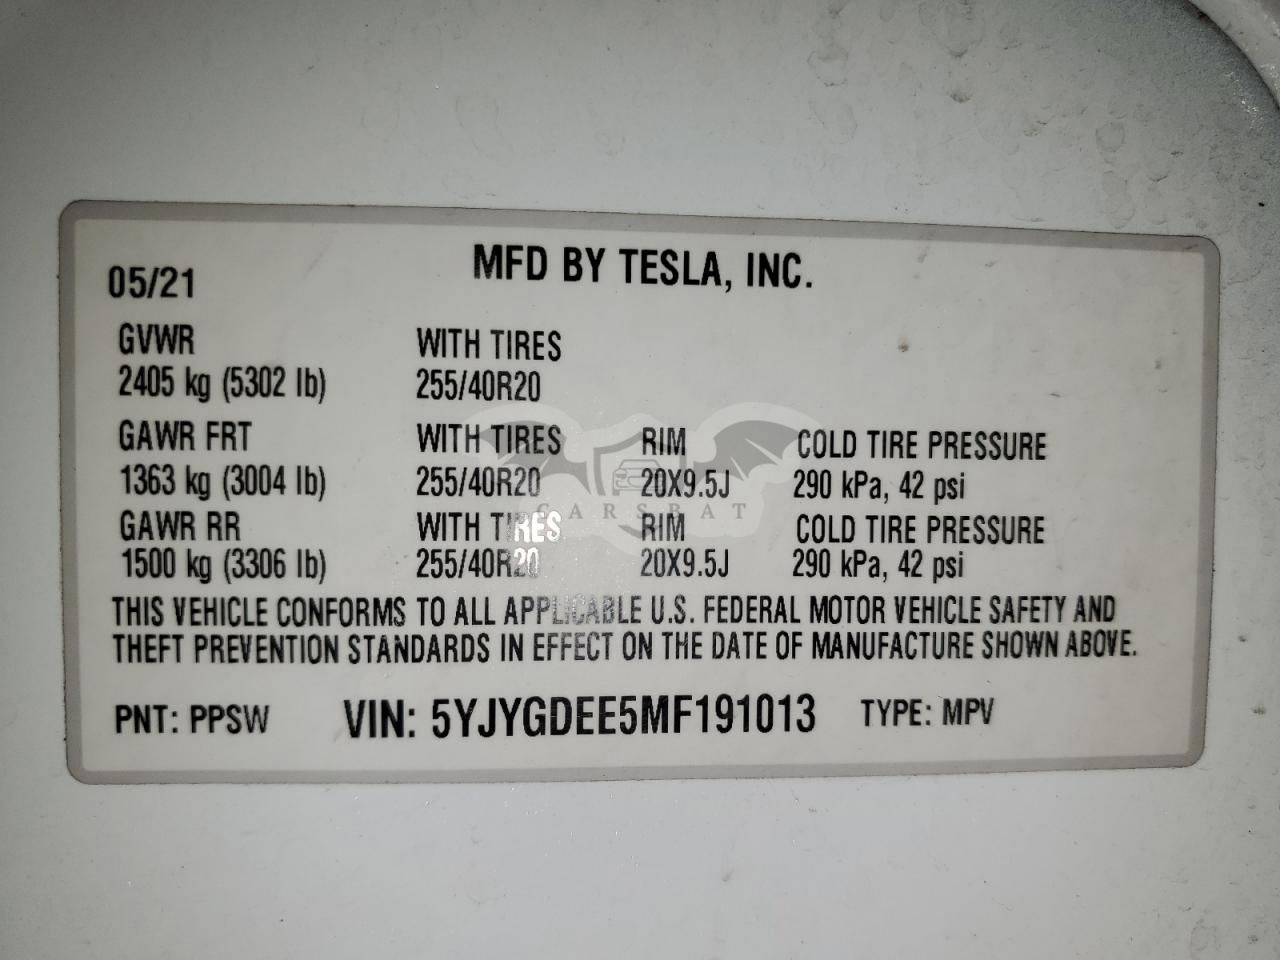 MFD BY TESLA, INC.
05/21
GVWR WITH TIRES
2405 kg (5302 lb) 255/40R20
GAWR FRT WITH TIRES RIM COLD TIRE PRESSURE
1363 kg (3004 lb) 255/40R20 20X9.5J 290 kPa, 42 psi
CARSBAT
GAWR RR WITH TIRES RIM COLD TIRE PRESSURE
1500 kg (3306 lb) 255/40R20 20X9.5J 290 kPa, 42 psi
THIS VEHICLE CONFORMS TO ALL APPLICABLE U.S. FEDERAL MOTOR VEHICLE SAFETY AND
THEFT PREVENTION STANDARDS IN EFFECT ON THE DATE OF MANUFACTURE SHOWN ABOVE.
PNT: PPSW VIN: 5YJYGDEE5MF191013 TYPE: MPV